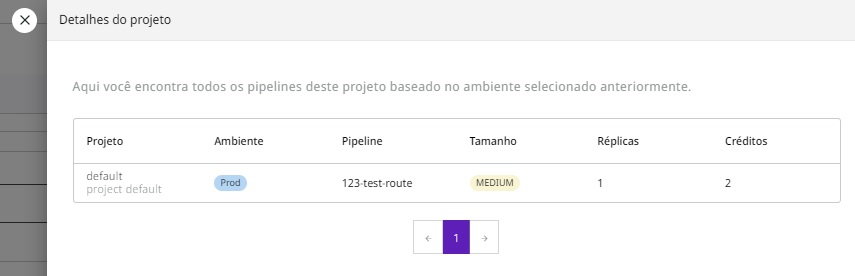 Detalhes do projeto
Aqui você encontra todos os pipelines deste projeto baseado no ambiente selecionado anteriormente.
Projeto Ambiente Pipeline Tamanho Réplicas Créditos
default Prod 123-test-route MEDIUM 1 2
project default
← 1 →